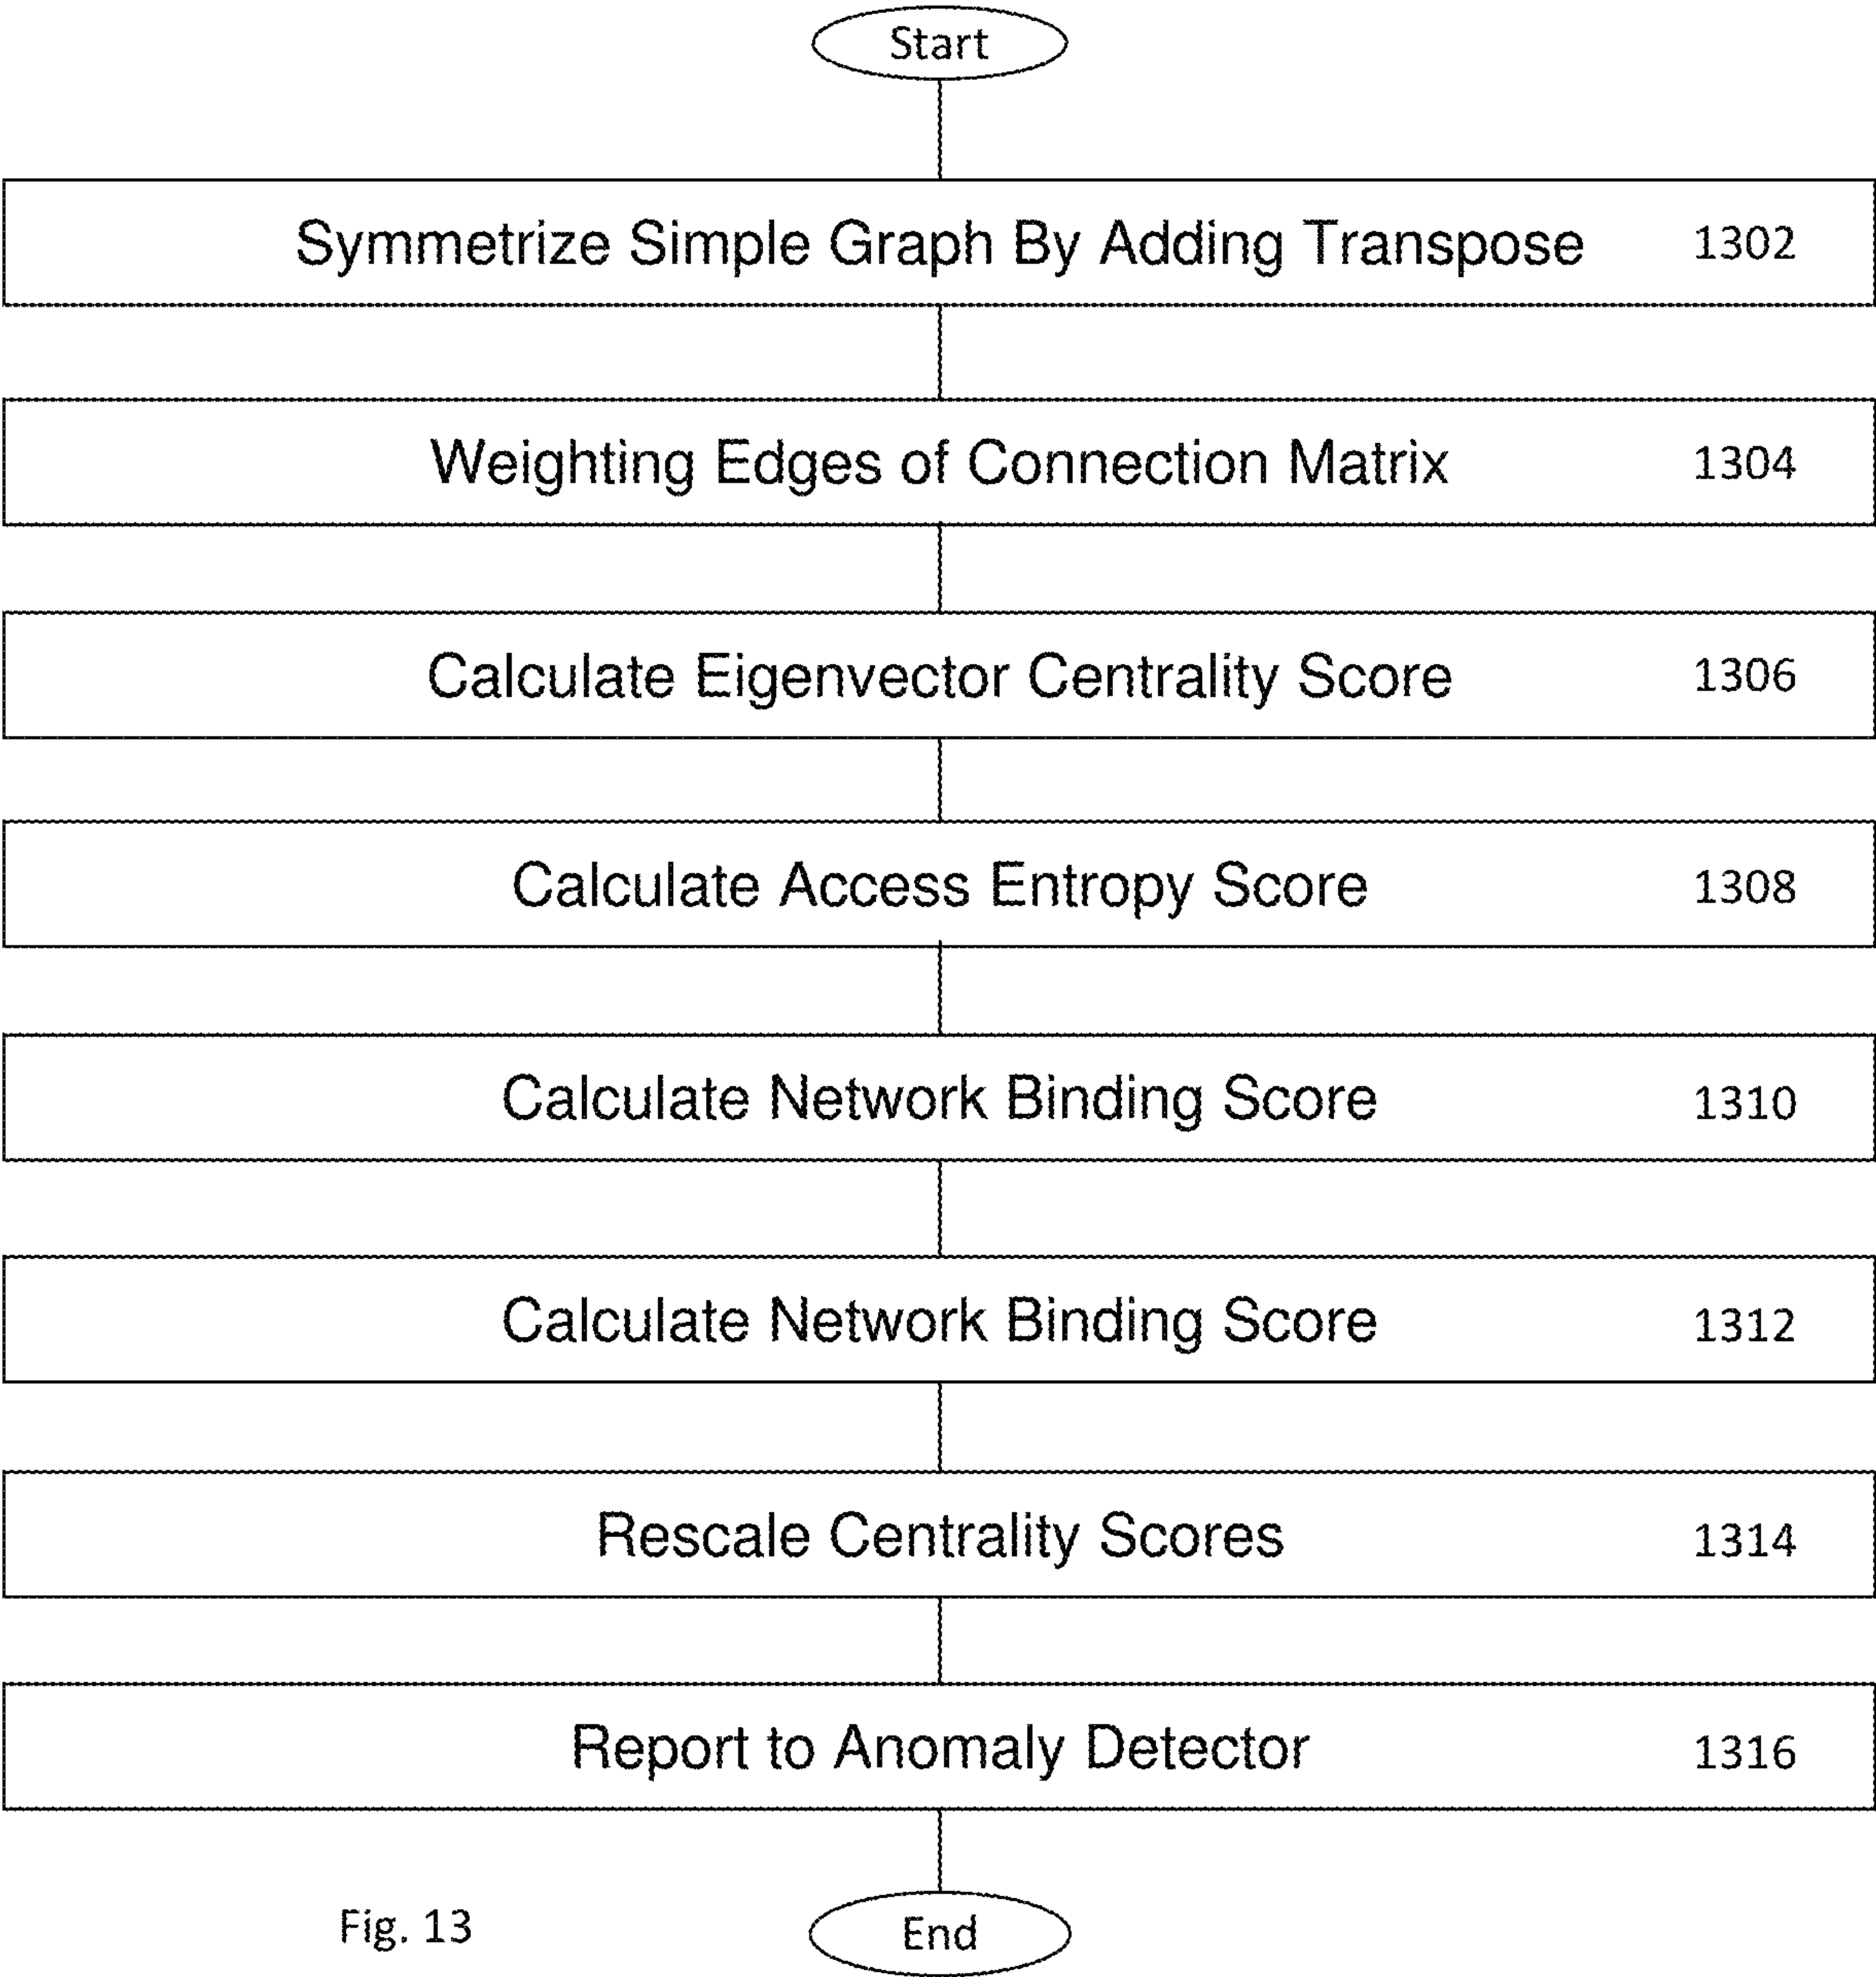 Start
Symmetrize Simple Graph By Adding Transpose 1302
Weighting Edges of Connection Matrix 1304
Calculate Eigenvector Centrality Score 1306
Calculate Access Entropy Score 1308
Calculate Network Binding Score 1310
Calculate Network Binding Score 1312
Rescale Centrality Scores 1314
Report to Anomaly Detector 1316
Fig. 13
End